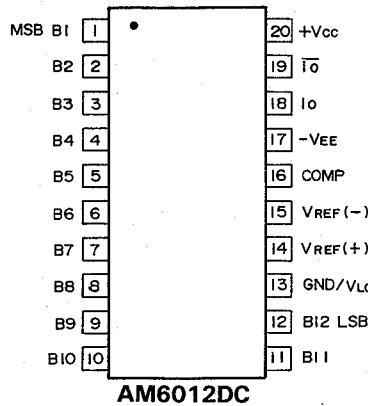 MSB B1 1 20 +Vcc
B2 2 19 I̅o̅
B3 3 18 Io
B4 4 17 -VEE
B5 5 16 COMP
B6 6 15 VREF(-)
B7 7 14 VREF(+)
B8 8 13 GND/VLC
B9 9 12 B12 LSB
B10 10 11 B11
AM6012DC